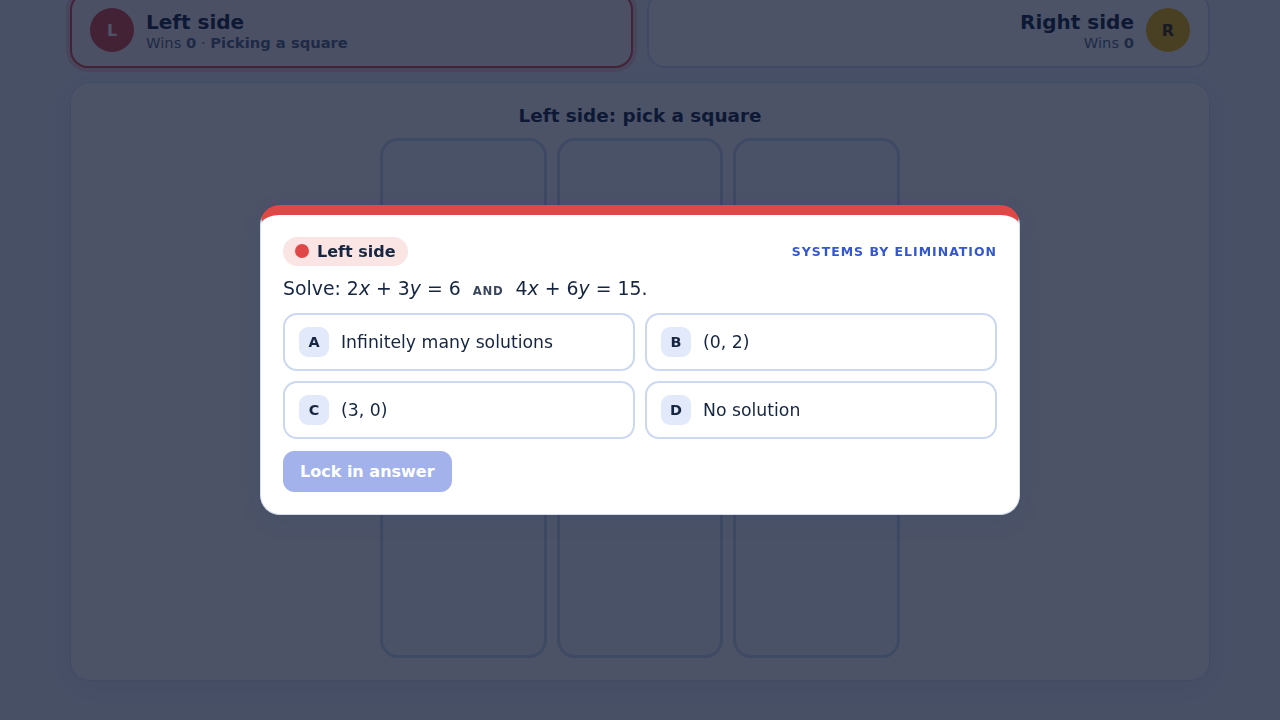 L
Left side
Wins 0 · Picking a square
Right side
Wins 0
R
Left side: pick a square
Left side
SYSTEMS BY ELIMINATION
Solve: 2x + 3y = 6 AND 4x + 6y = 15.
A Infinitely many solutions
B (0, 2)
C (3, 0)
D No solution
Lock in answer